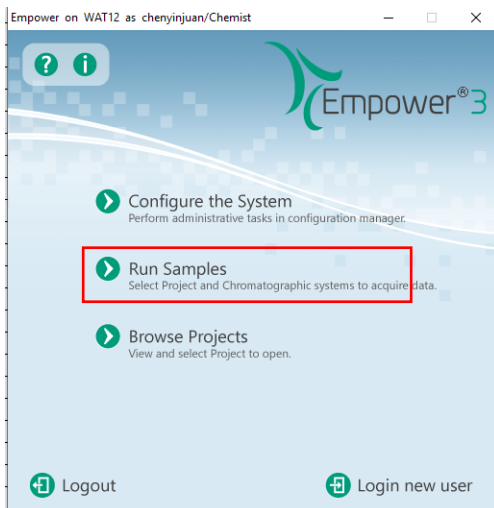 Empower on WAT12 as chenyinjuan/Chemist
? i
Empower®3
Configure the System
Perform administrative tasks in configuration manager.
Run Samples
Select Project and Chromatographic systems to acquire data.
Browse Projects
View and select Project to open.
Logout
Login new user